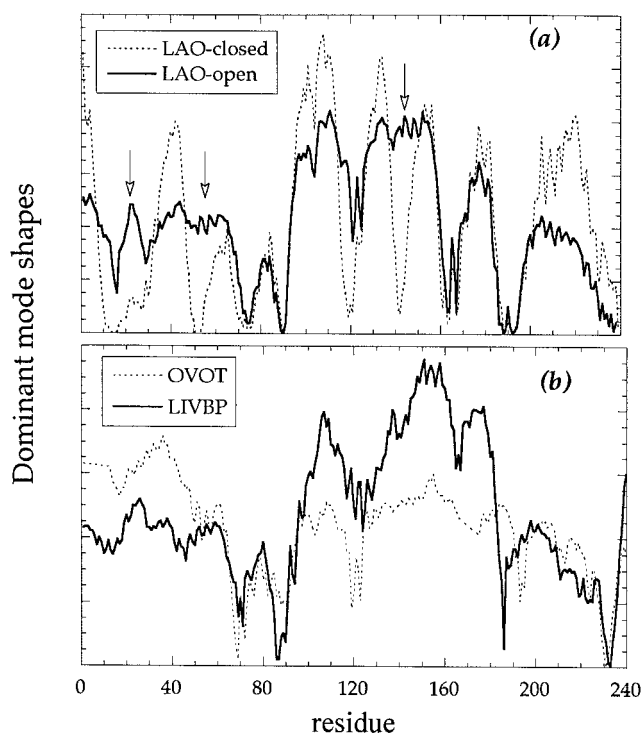 LAO-closed
LAO-open
(a)
OVOT
LIVBP
(b)
Dominant mode shapes
0 40 80 120 160 200 240
residue